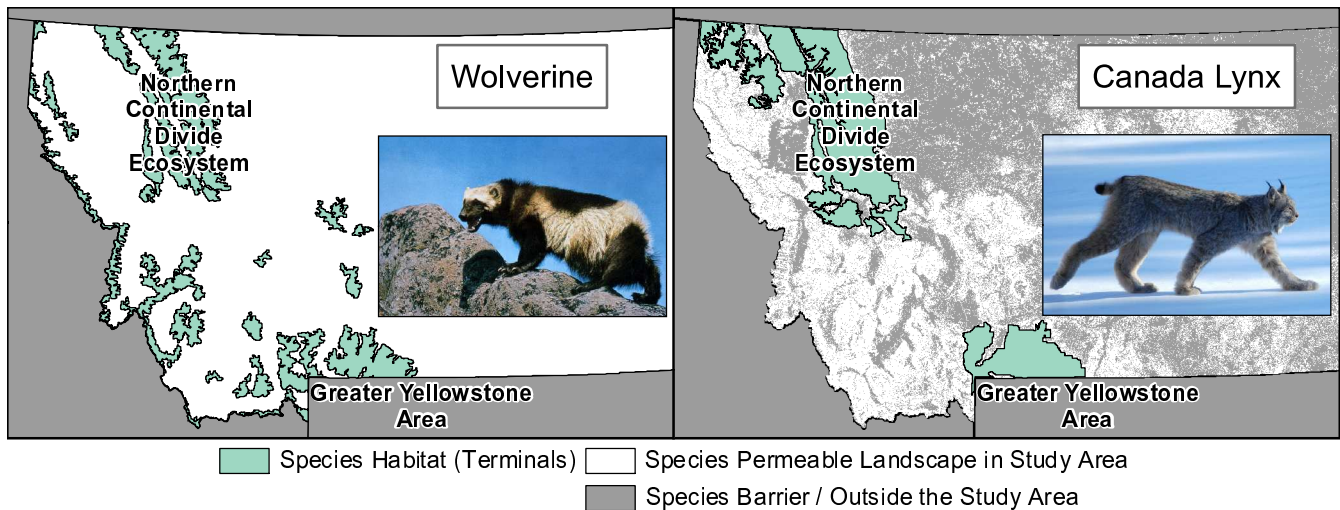 Wolverine
Northern
Continental
Divide
Ecosystem
Greater Yellowstone
Area
Canada Lynx
Northern
Continental
Divide
Ecosystem
Greater Yellowstone
Area
Species Habitat (Terminals)
Species Permeable Landscape in Study Area
Species Barrier / Outside the Study Area